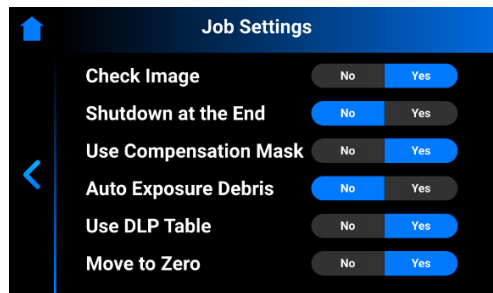 Job Settings
Check Image No Yes
Shutdown at the End No Yes
Use Compensation Mask No Yes
Auto Exposure Debris No Yes
Use DLP Table No Yes
Move to Zero No Yes